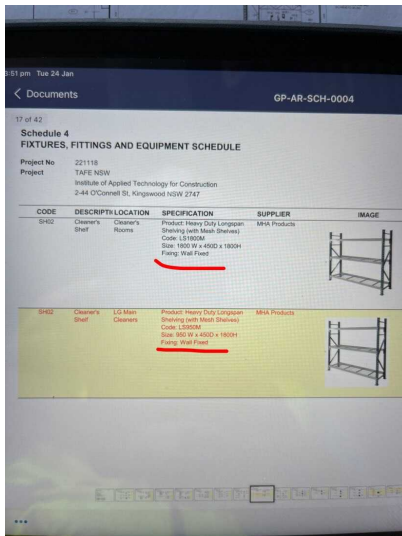 3:51 pm Tue 24 Jan
< Documents
GP-AR-SCH-0004
17 of 42
Schedule 4
FIXTURES, FITTINGS AND EQUIPMENT SCHEDULE
Project No 221118
Project TAFE NSW
Institute of Applied Technology for Construction
2-44 O'Connell St, Kingswood NSW 2747
CODE DESCRIPTI LOCATION SPECIFICATION SUPPLIER IMAGE
SH02 Cleaner's Cleaner's Product: Heavy Duty Longspan MHA Products
Shelf Rooms Shelving (with Mesh Shelves)
Code: LS1800M
Size: 1800 W x 450D x 1800H
Fixing: Wall Fixed
SH02 Cleaner's LG Main Product: Heavy Duty Longspan MHA Products
Shelf Cleaners Shelving (with Mesh Shelves)
Code: LS950M
Size: 950 W x 450D x 1800H
Fixing: Wall Fixed